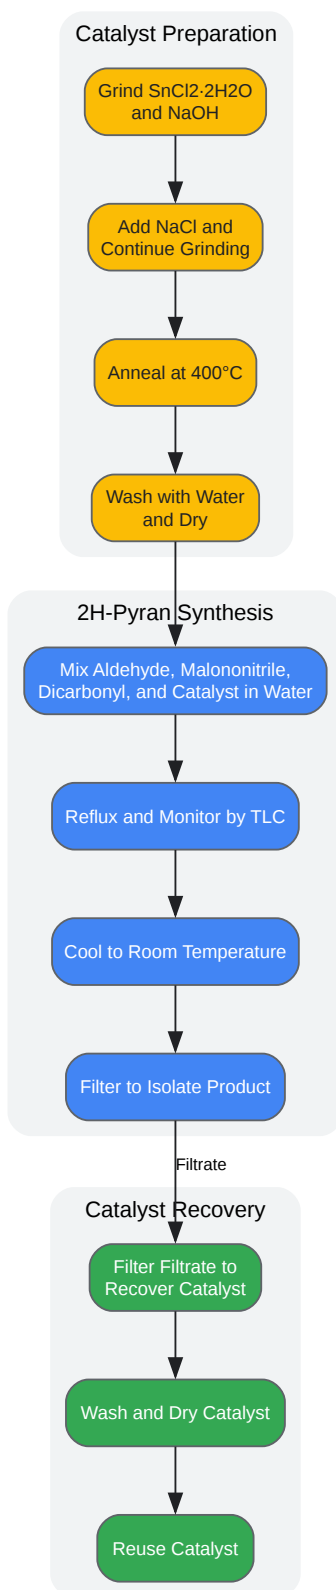 Catalyst Preparation
Grind SnCl2·2H2O
and NaOH
Add NaCl and
Continue Grinding
Anneal at 400°C
Wash with Water
and Dry
2H-Pyran Synthesis
Mix Aldehyde, Malononitrile,
Dicarbonyl, and Catalyst in Water
Reflux and Monitor by TLC
Cool to Room Temperature
Filter to Isolate Product
Filtrate
Catalyst Recovery
Filter Filtrate to
Recover Catalyst
Wash and Dry Catalyst
Reuse Catalyst